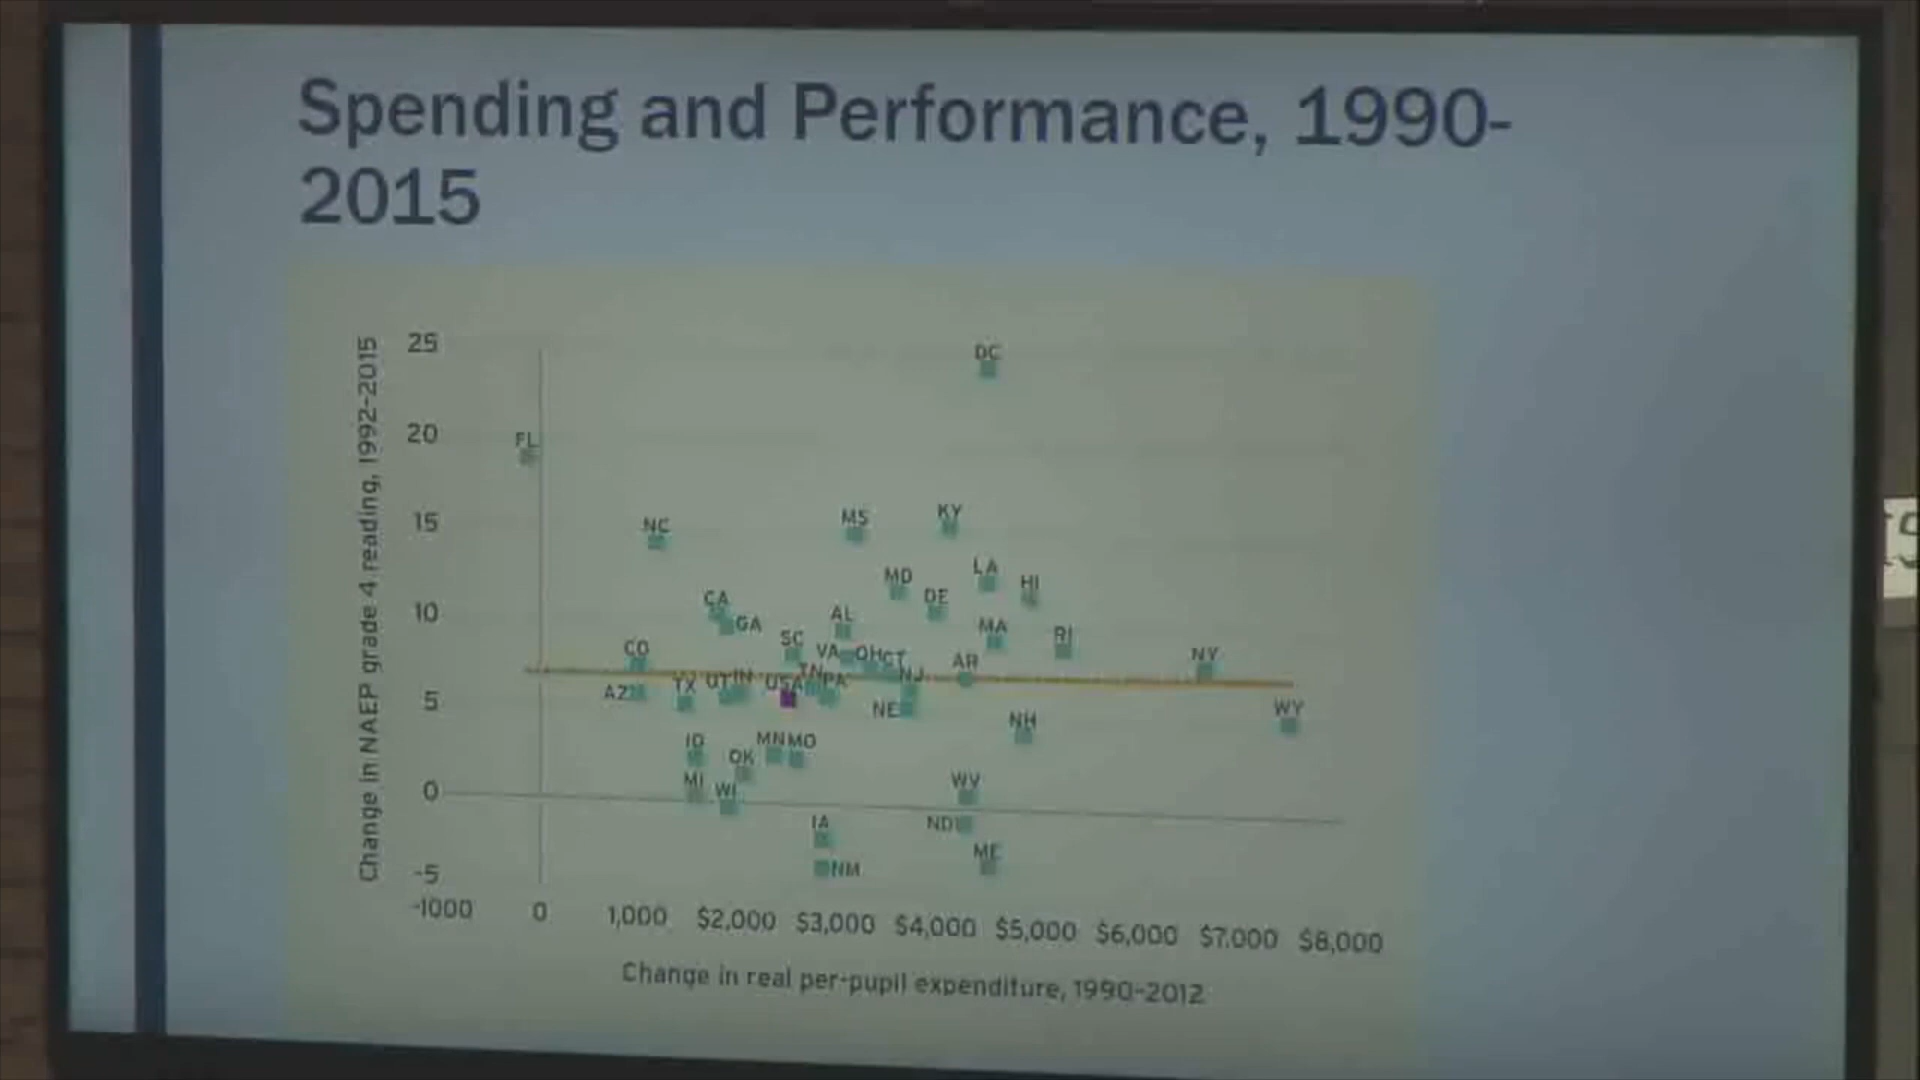 Spending and Performance, 1990-
2015
Change in NAEP grade 4 reading, 1992-2015
25
20
15
10
5
0
-5
DC
FL
NC
MS
KY
MD
LA
HI
DE
CA
GA
AL
MA
RI
CO
SC
VA
OH
CT
AR
NY
AZ
TX
UT
IN
USA
TN
PA
NJ
NE
NH
WY
ID
OK
MN
MO
MI
WI
WV
IA
ND
ME
NM
-1000 0 1,000 $2,000 $3,000 $4,000 $5,000 $6,000 $7,000 $8,000
Change in real per-pupil expenditure, 1990-2012